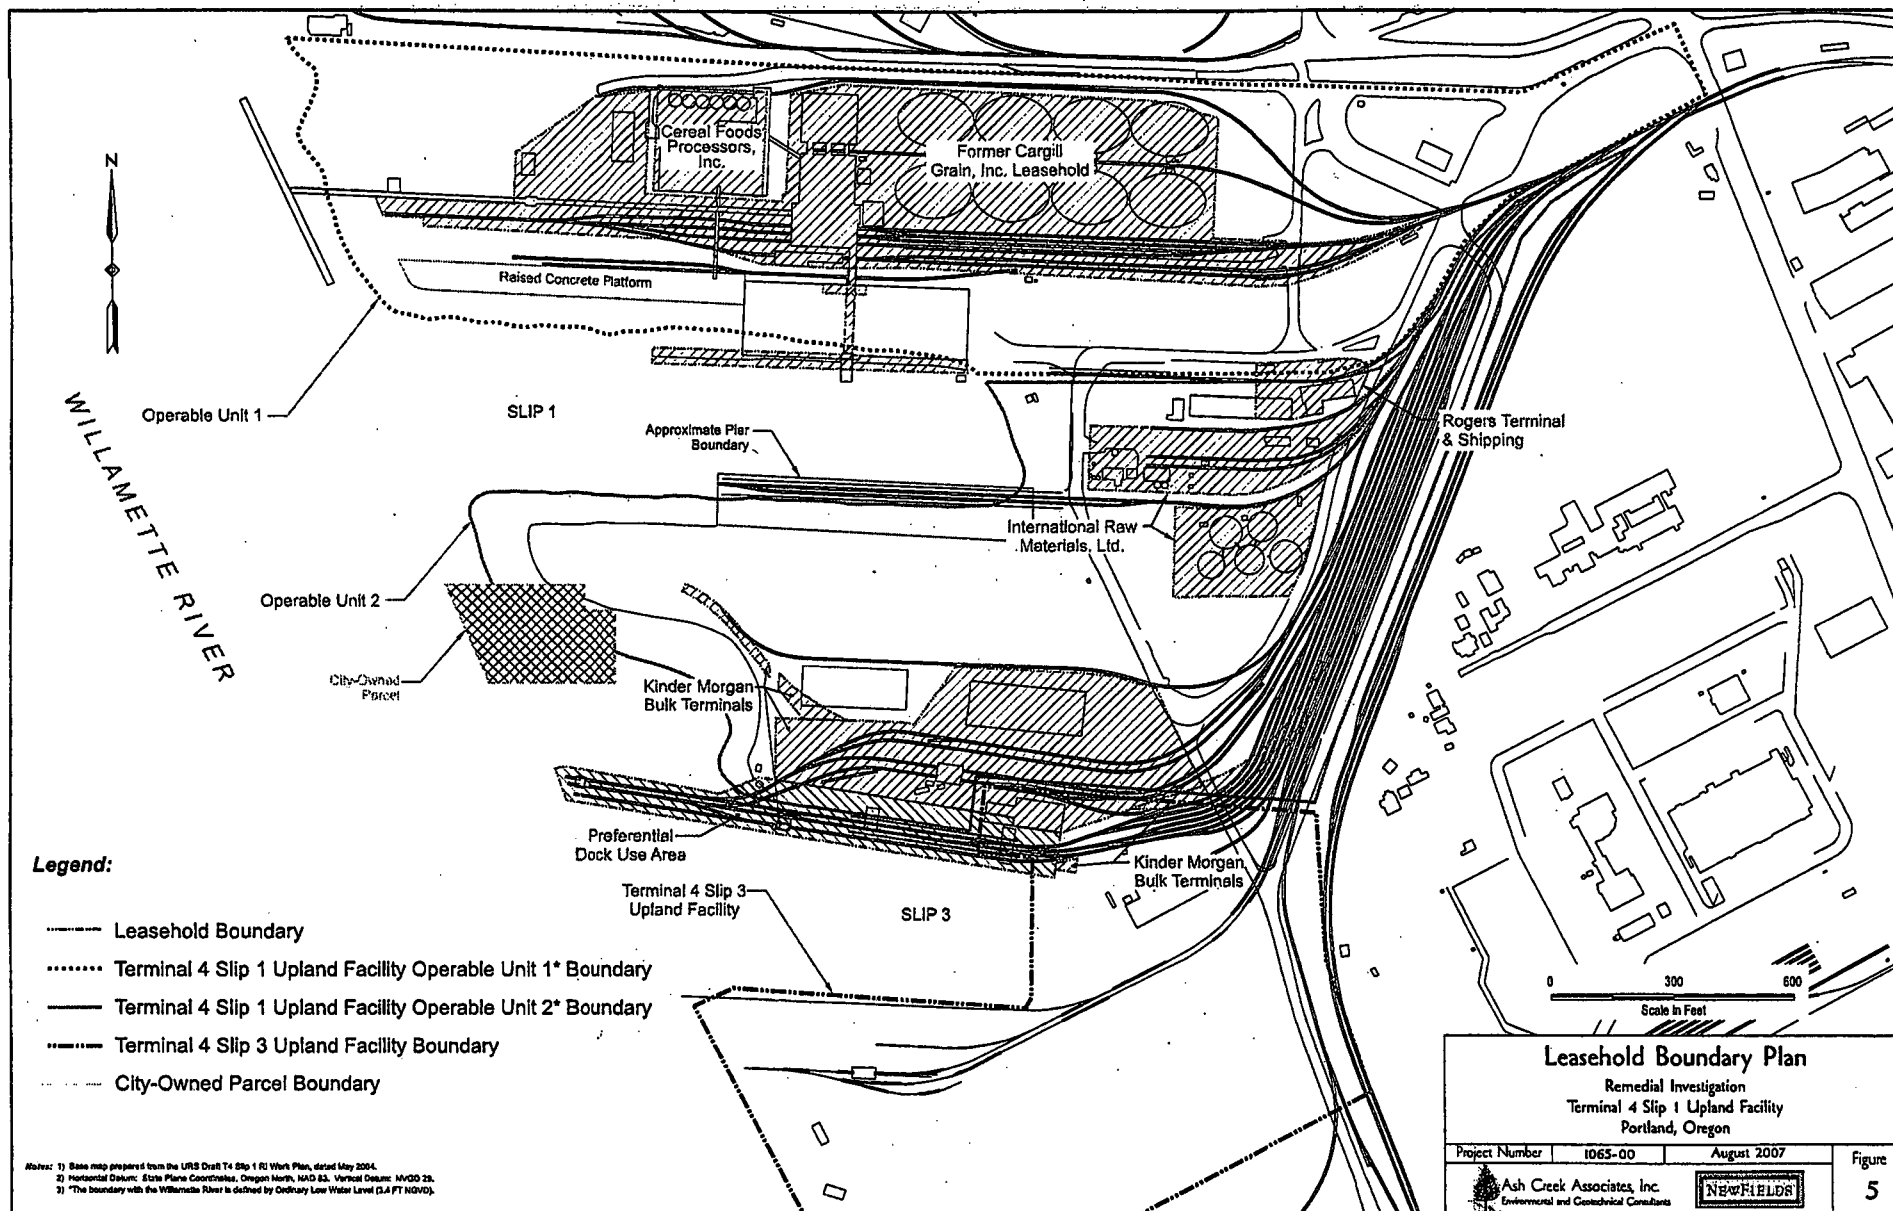 Cereal Foods
Processors,
Inc.
Former Cargill
Grain, Inc. Leasehold
N
Raised Concrete Platform
Operable Unit 1
SLIP 1
WILLAMETTE RIVER
Approximate Pier
Boundary
Rogers Terminal
& Shipping
International Raw
Materials, Ltd.
Operable Unit 2
City-Owned
Parcel
Kinder Morgan
Bulk Terminals
Preferential
Dock Use Area
Kinder Morgan
Bulk Terminals
Terminal 4 Slip 3
Upland Facility
SLIP 3
Legend:
Leasehold Boundary
Terminal 4 Slip 1 Upland Facility Operable Unit 1* Boundary
Terminal 4 Slip 1 Upland Facility Operable Unit 2* Boundary
Terminal 4 Slip 3 Upland Facility Boundary
City-Owned Parcel Boundary
0 300 600
Scale in Feet
Notes: 1) Base map prepared from the URS Draft T4 Slip 1 RI Work Plan, dated May 2004.
2) Horizontal Datum: State Plane Coordinates, Oregon North, NAD 83. Vertical Datum: NVGD 29.
3) *The boundary with the Willamette River is defined by Ordinary Low Water Level (3.4 FT NGVD).
Leasehold Boundary Plan
Remedial Investigation
Terminal 4 Slip 1 Upland Facility
Portland, Oregon
Project Number 1065-00 August 2007
Figure
5
Ash Creek Associates, Inc.
Environmental and Geotechnical Consultants
NEWFIELDS